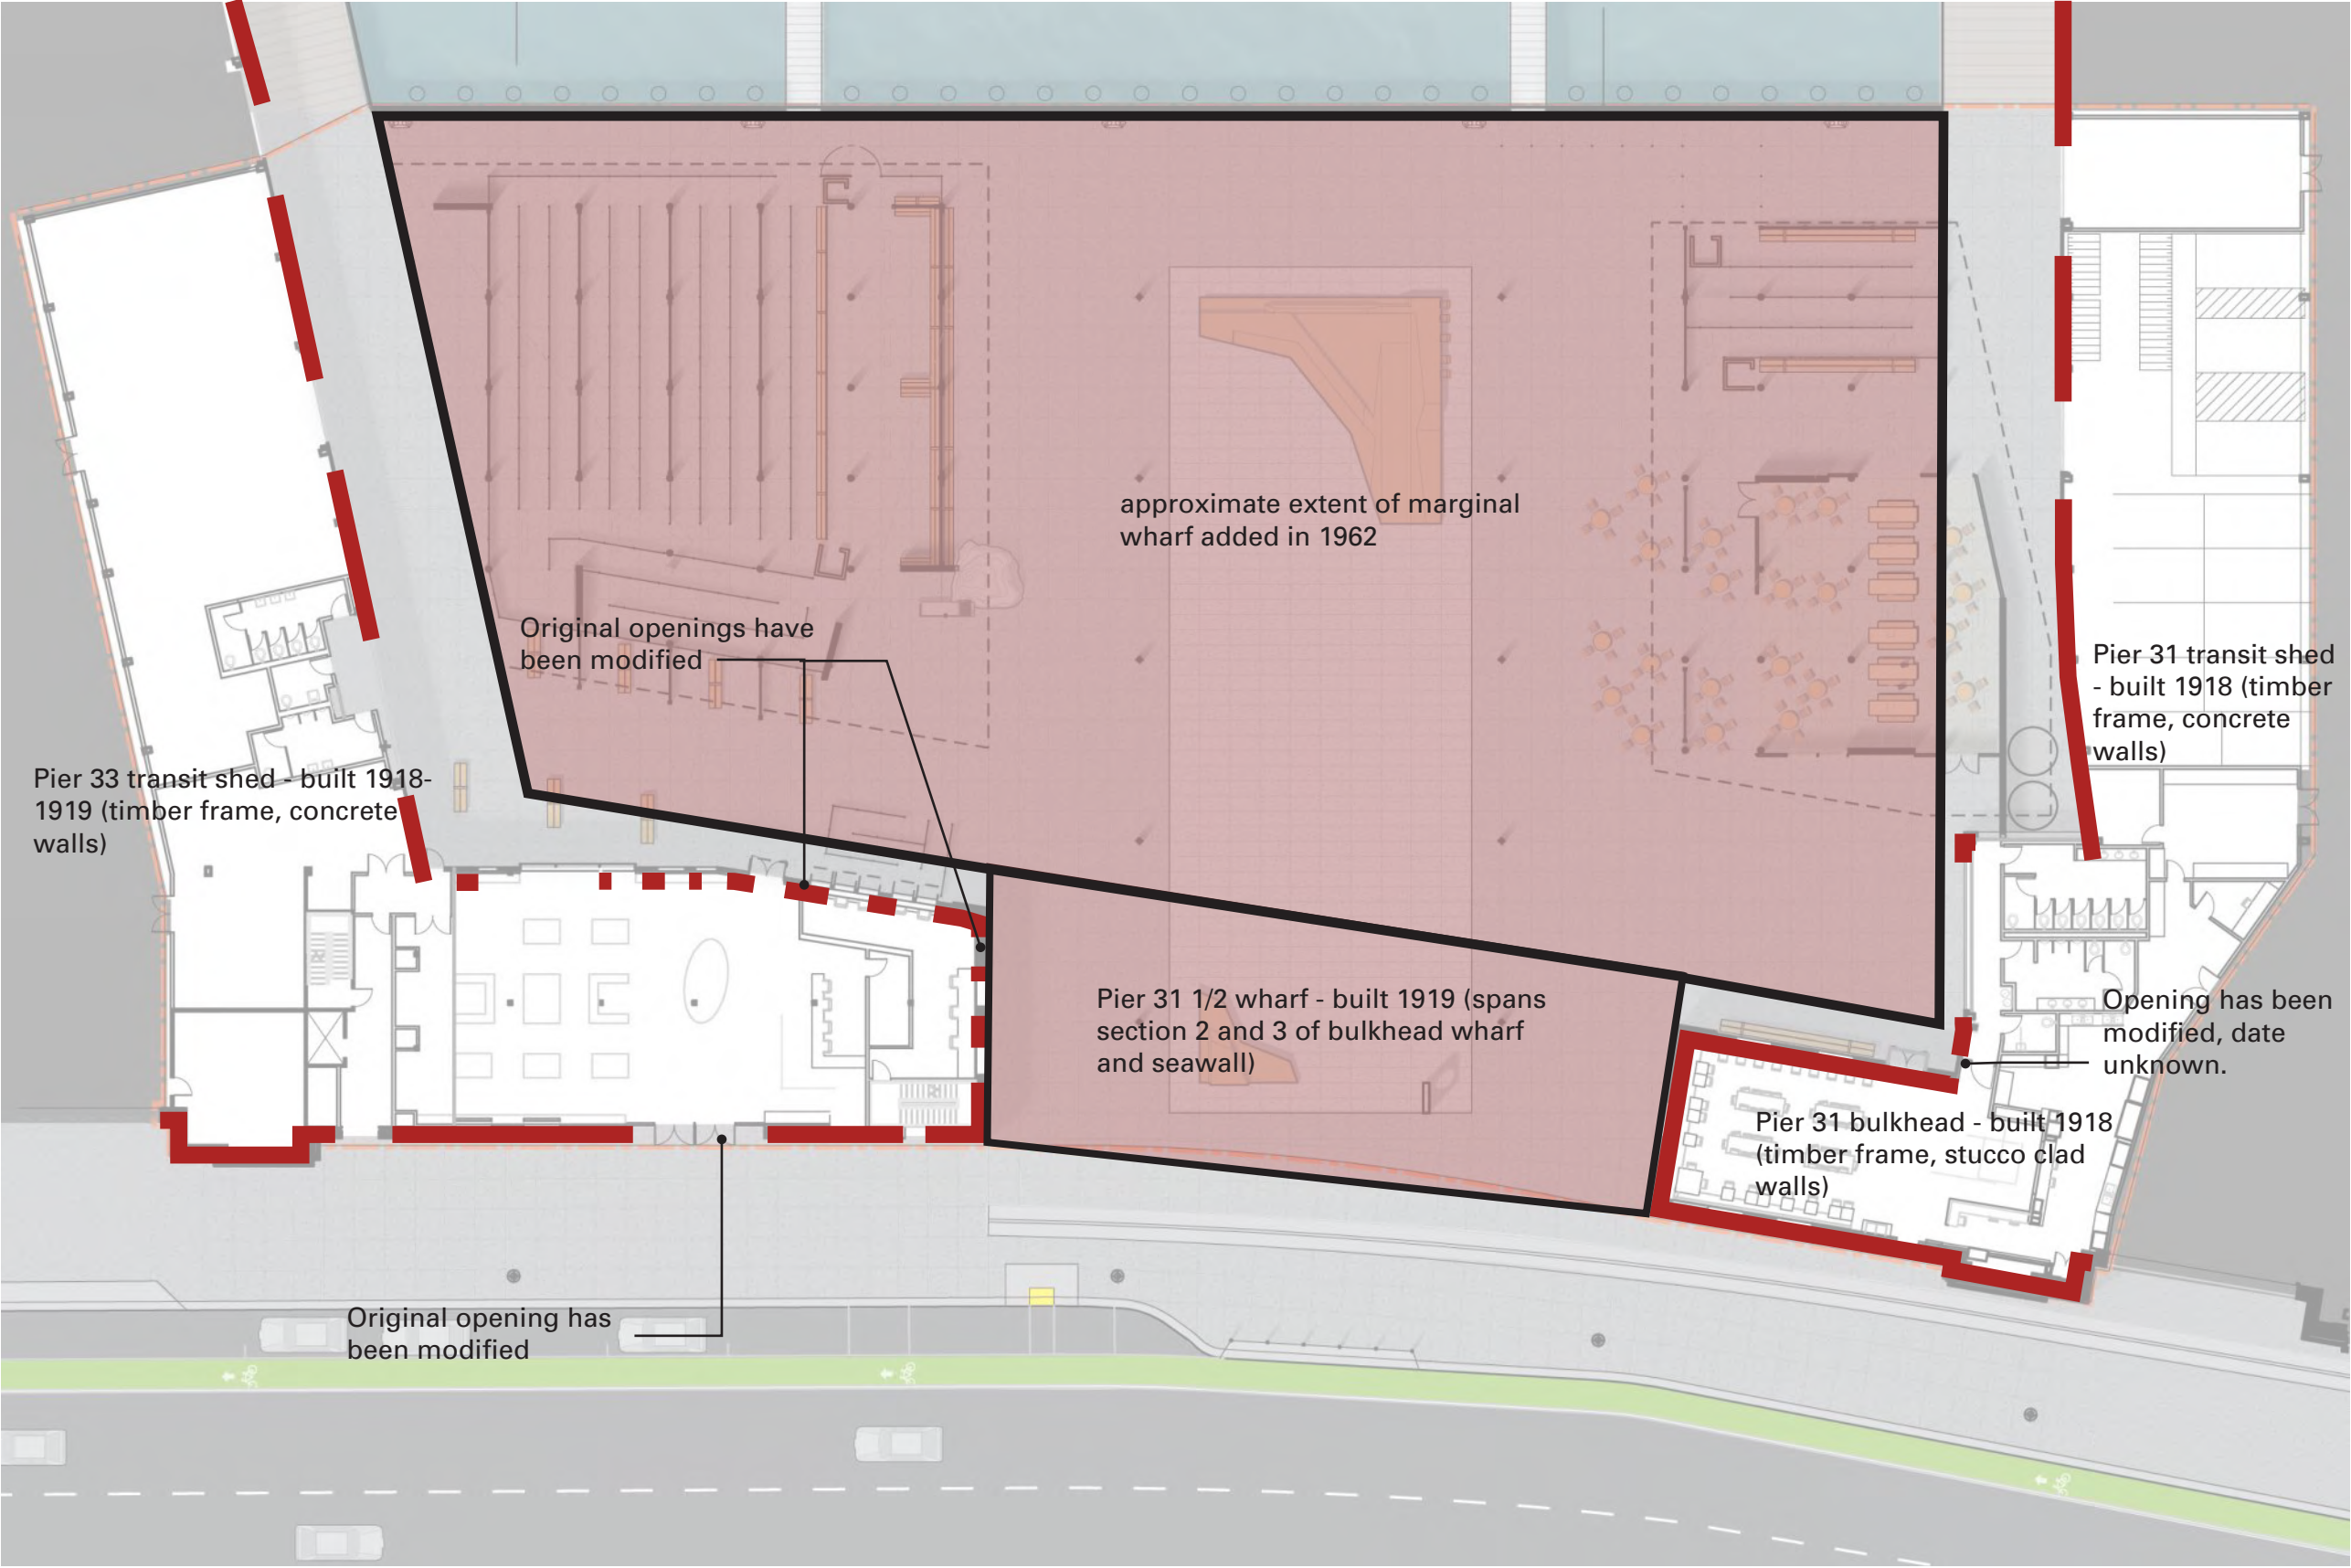 approximate extent of marginal
wharf added in 1962
Original openings have
been modified
Pier 31 transit shed
- built 1918 (timber
frame, concrete
walls)
Pier 33 transit shed - built 1918-
1919 (timber frame, concrete
walls)
Pier 31 1/2 wharf - built 1919 (spans
section 2 and 3 of bulkhead wharf
and seawall)
Opening has been
modified, date
unknown.
Pier 31 bulkhead - built 1918
(timber frame, stucco clad
walls)
Original opening has
been modified